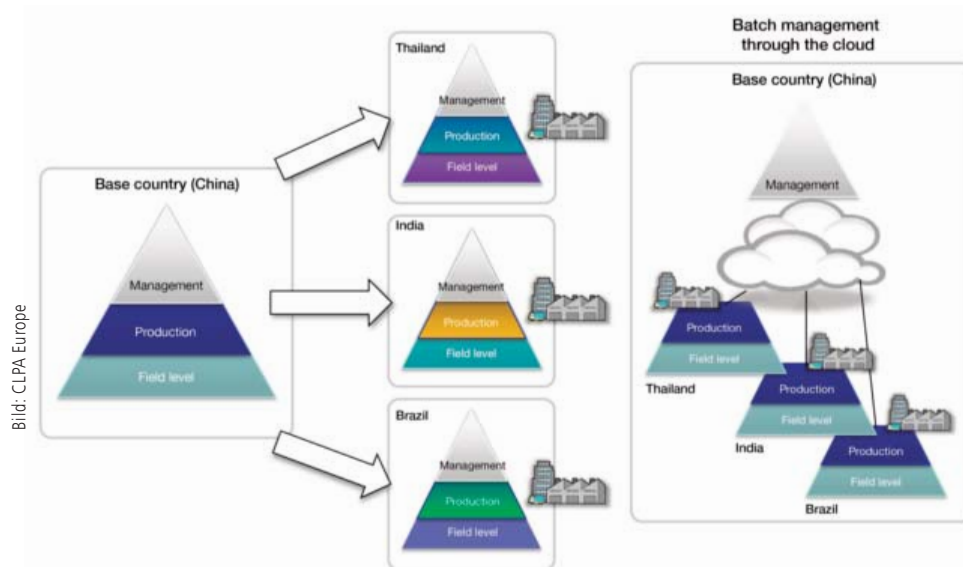 Bild: CLPA Europe
Base country (China)
Management
Production
Field level
Thailand
Management
Production
Field level
India
Management
Production
Field level
Brazil
Management
Production
Field level
Batch management
through the cloud
Base country (China)
Management
Production
Field level
Thailand
Production
Field level
India
Production
Field level
Brazil